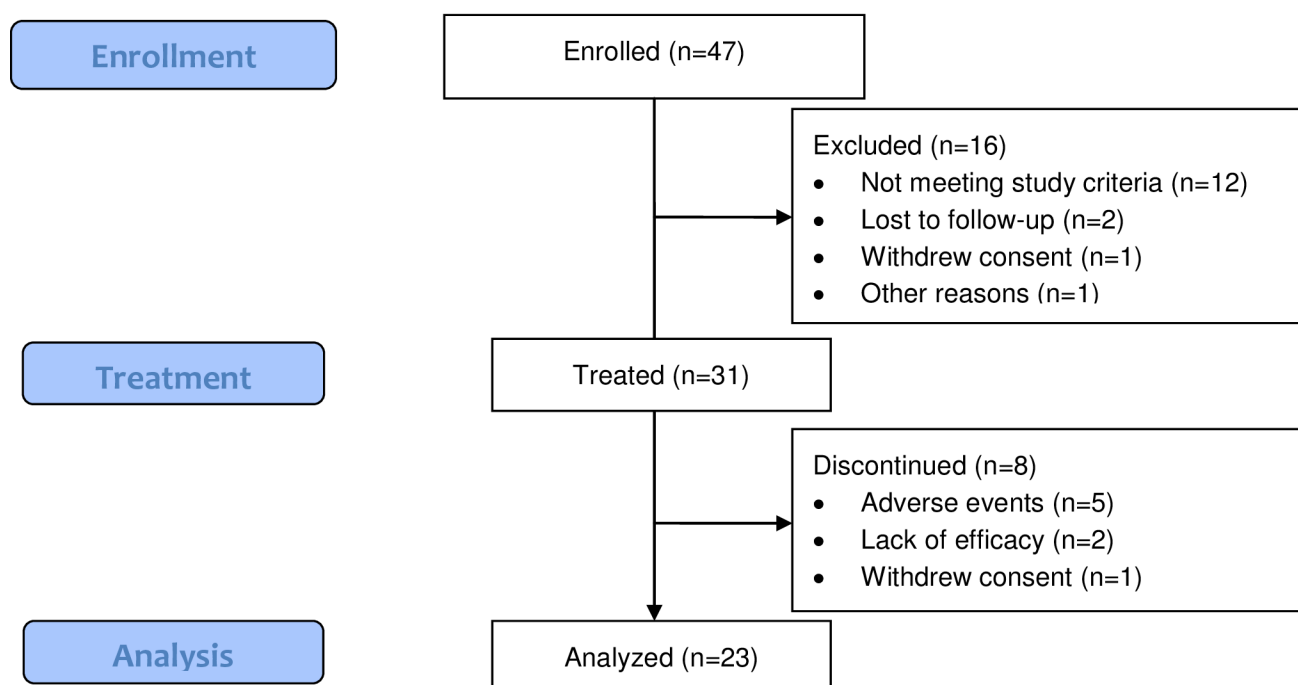 Enrollment
Enrolled (n=47)
Excluded (n=16)
• Not meeting study criteria (n=12)
• Lost to follow-up (n=2)
• Withdrew consent (n=1)
• Other reasons (n=1)
Treatment
Treated (n=31)
Discontinued (n=8)
• Adverse events (n=5)
• Lack of efficacy (n=2)
• Withdrew consent (n=1)
Analysis
Analyzed (n=23)